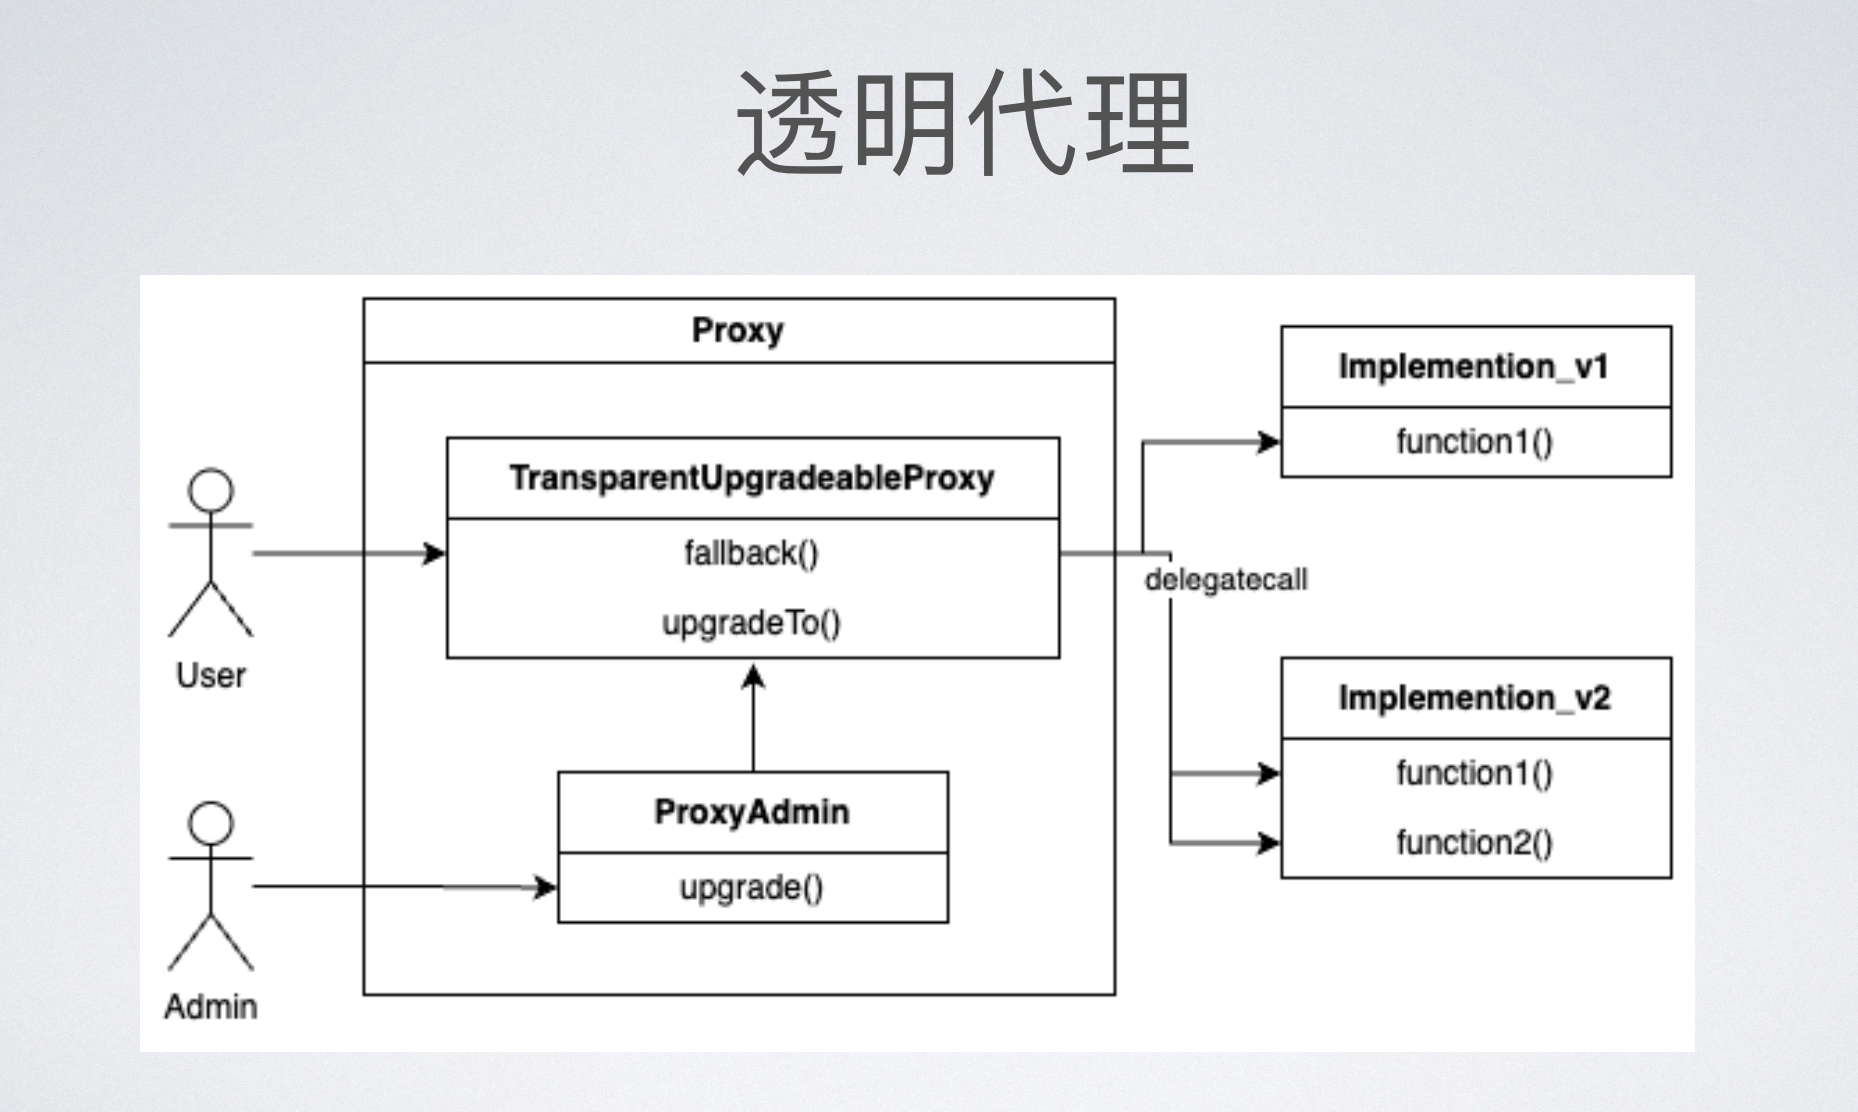 透明代理
Proxy
TransparentUpgradeableProxy
fallback()
upgradeTo()
ProxyAdmin
upgrade()
User
Admin
delegatecall
Implemention_v1
function1()
Implemention_v2
function1()
function2()